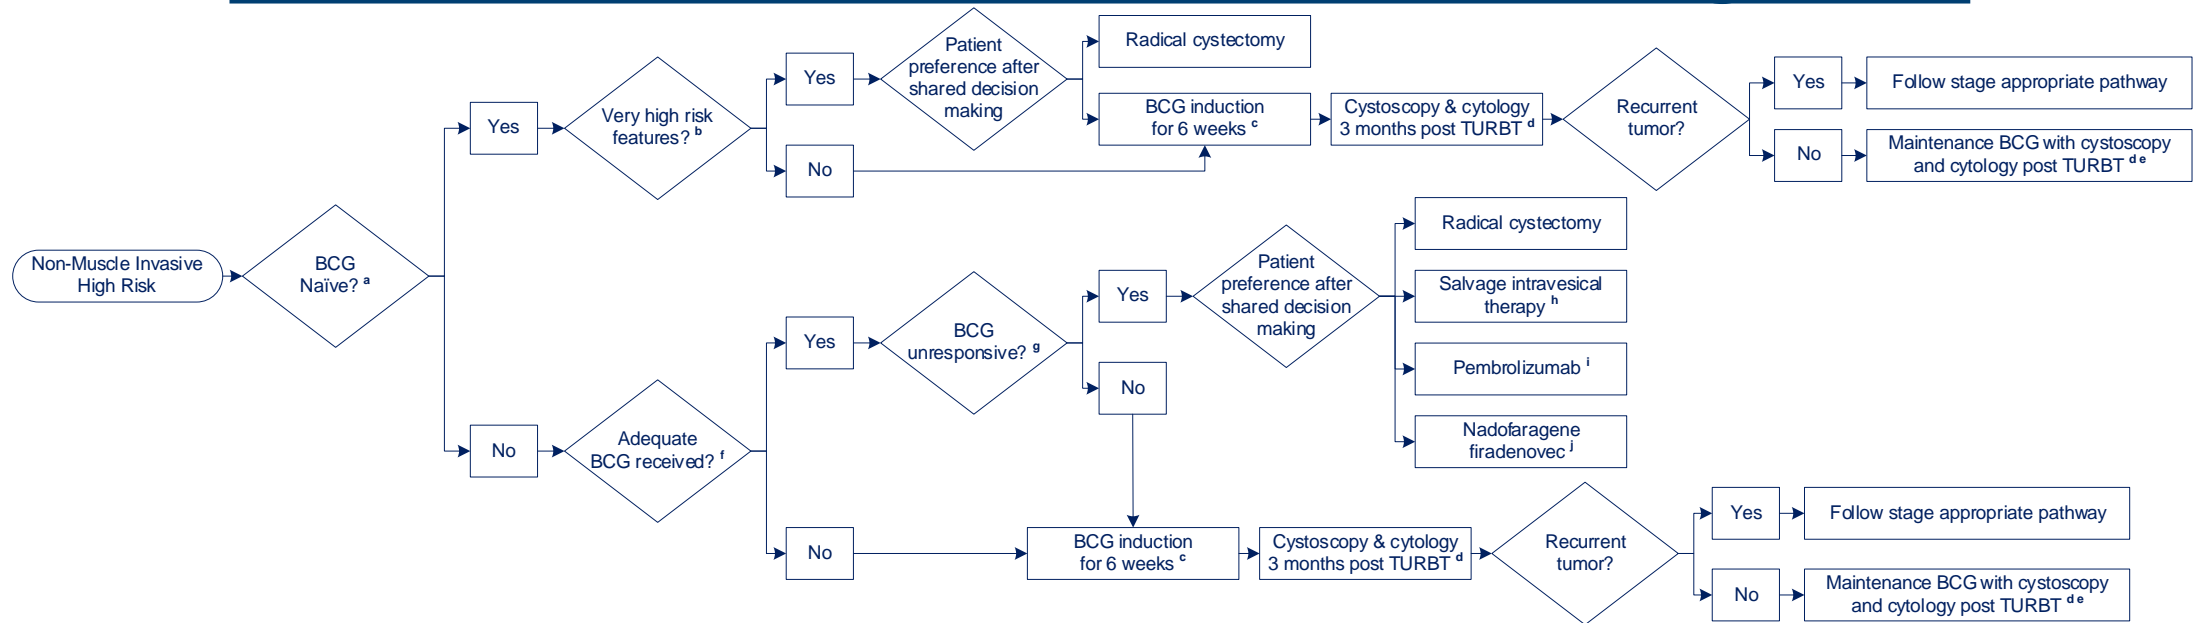 Non-Muscle Invasive
High Risk
BCG
Naïve? a
Yes
Very high risk
features? b
Yes
Patient
preference after
shared decision
making
Radical cystectomy
BCG induction
for 6 weeks c
Cystoscopy & cytology
3 months post TURBT d
Recurrent
tumor?
Yes
Follow stage appropriate pathway
No
Maintenance BCG with cystoscopy
and cytology post TURBT d e
No
No
Adequate
BCG received? f
Yes
BCG
unresponsive? g
Yes
Patient
preference after
shared decision
making
Radical cystectomy
Salvage intravesical
therapy h
Pembrolizumab i
Nadofaragene
firadenovec j
No
No
BCG induction
for 6 weeks c
Cystoscopy & cytology
3 months post TURBT d
Recurrent
tumor?
Yes
Follow stage appropriate pathway
No
Maintenance BCG with cystoscopy
and cytology post TURBT d e